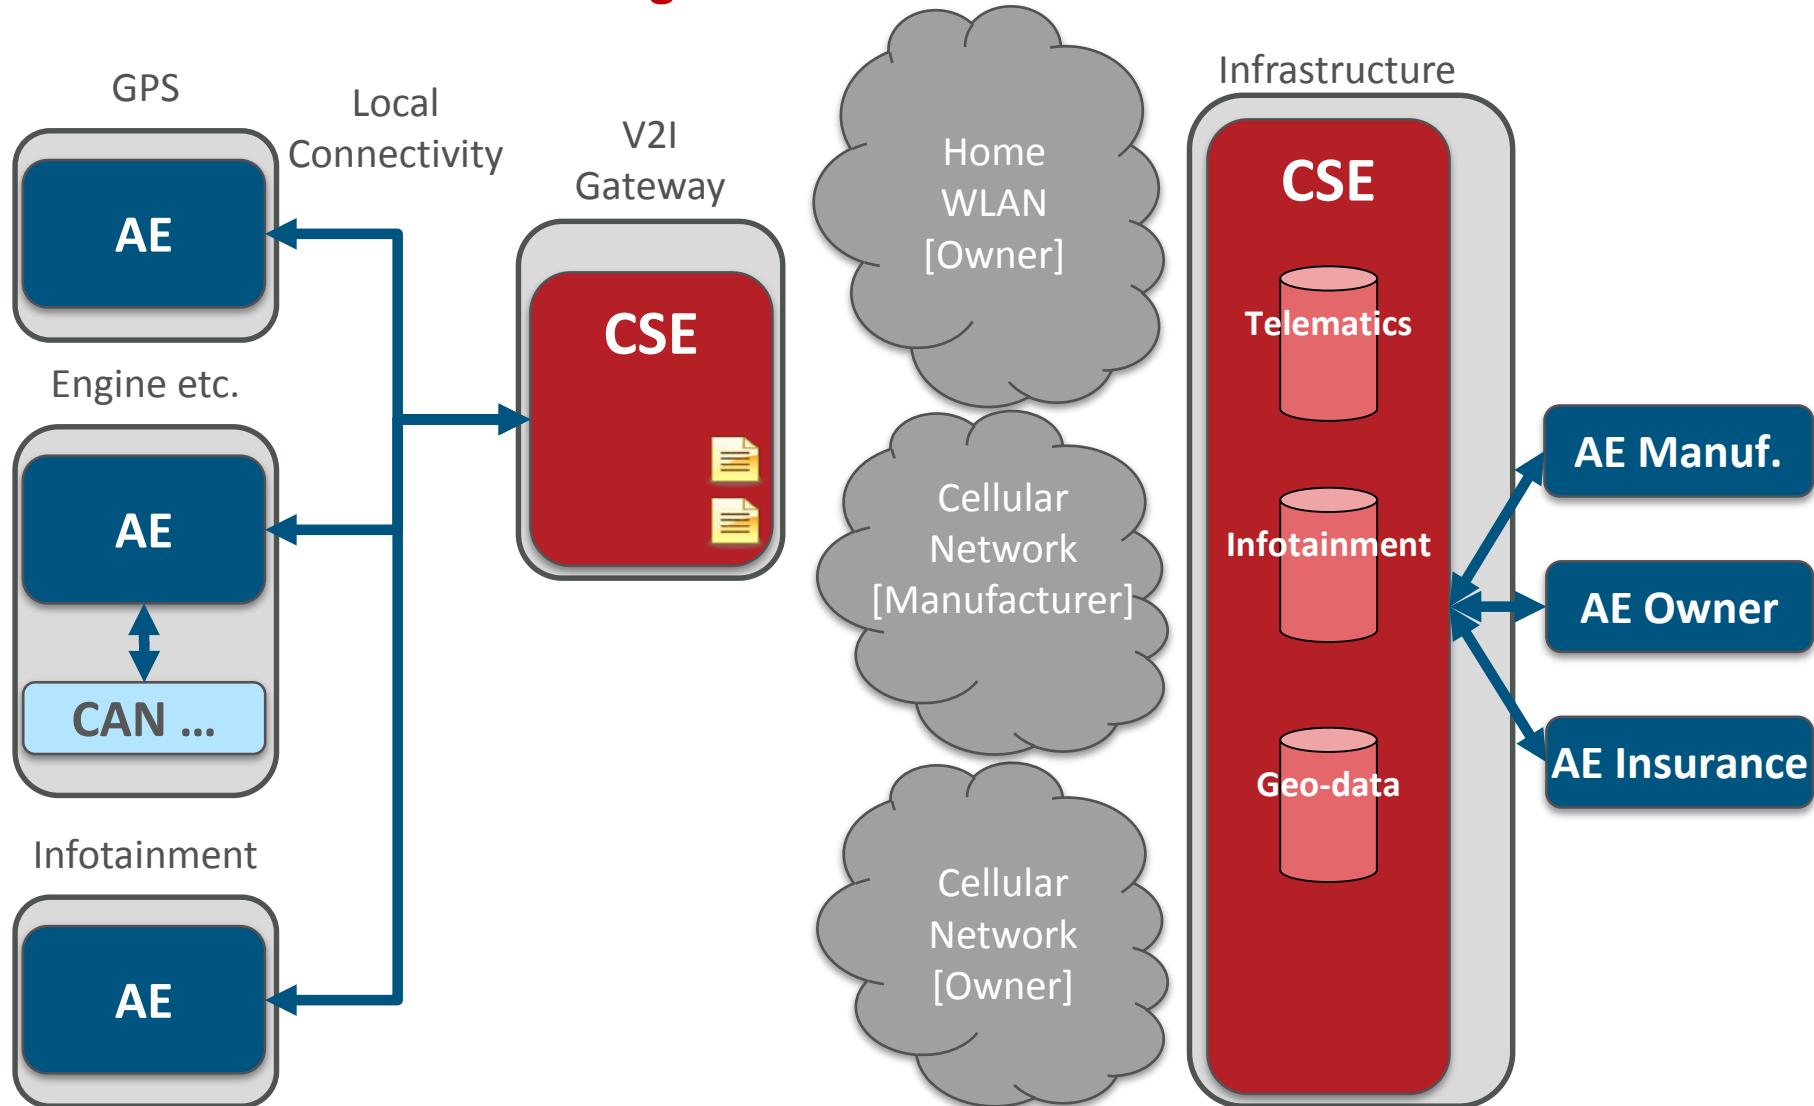 GPS
AE
Engine etc.
AE
CAN ...
Infotainment
AE
Local
Connectivity
V2I
Gateway
CSE
Home
WLAN
[Owner]
Cellular
Network
[Manufacturer]
Cellular
Network
[Owner]
Infrastructure
CSE
Telematics
Infotainment
Geo-data
AE Manuf.
AE Owner
AE Insurance